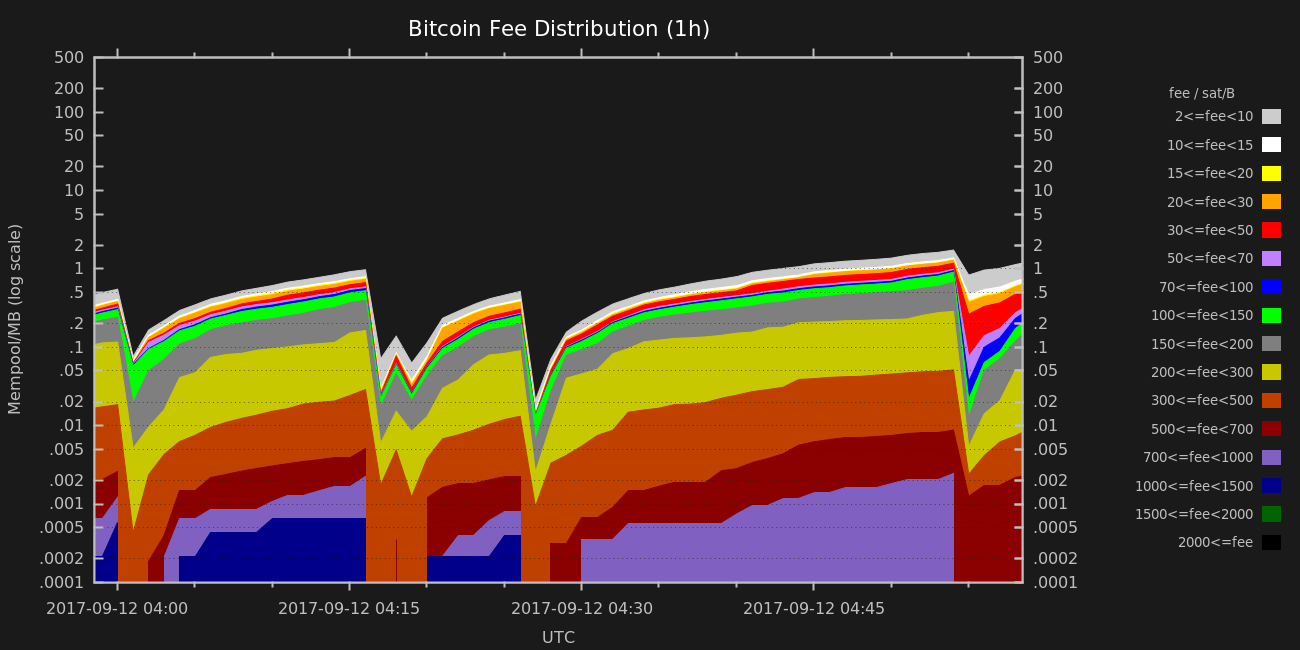 Bitcoin Fee Distribution (1h)
Mempool/MB (log scale)
500
200
100
50
20
10
5
2
1
.5
.2
.1
.05
.02
.01
.005
.002
.001
.0005
.0002
.0001
500
200
100
50
20
10
5
2
1
.5
.2
.1
.05
.02
.01
.005
.002
.001
.0005
.0002
.0001
2017-09-12 04:00
2017-09-12 04:15
2017-09-12 04:30
2017-09-12 04:45
UTC
fee / sat/B
2<=fee<10
10<=fee<15
15<=fee<20
20<=fee<30
30<=fee<50
50<=fee<70
70<=fee<100
100<=fee<150
150<=fee<200
200<=fee<300
300<=fee<500
500<=fee<700
700<=fee<1000
1000<=fee<1500
1500<=fee<2000
2000<=fee